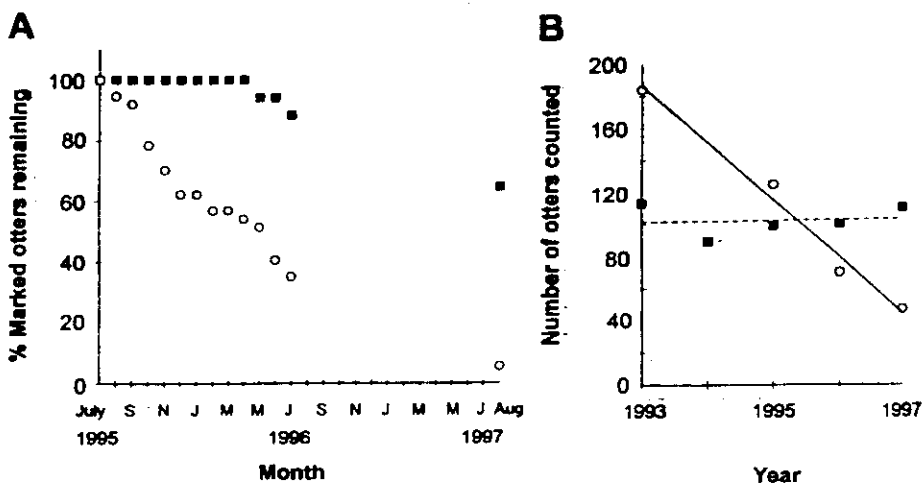 A
% Marked otters remaining
100
80
60
40
20
0
July S N J M M J S N J M M J Aug
1995 1996 1997
Month
B
Number of otters counted
200
160
120
80
40
0
1993 1995 1997
Year